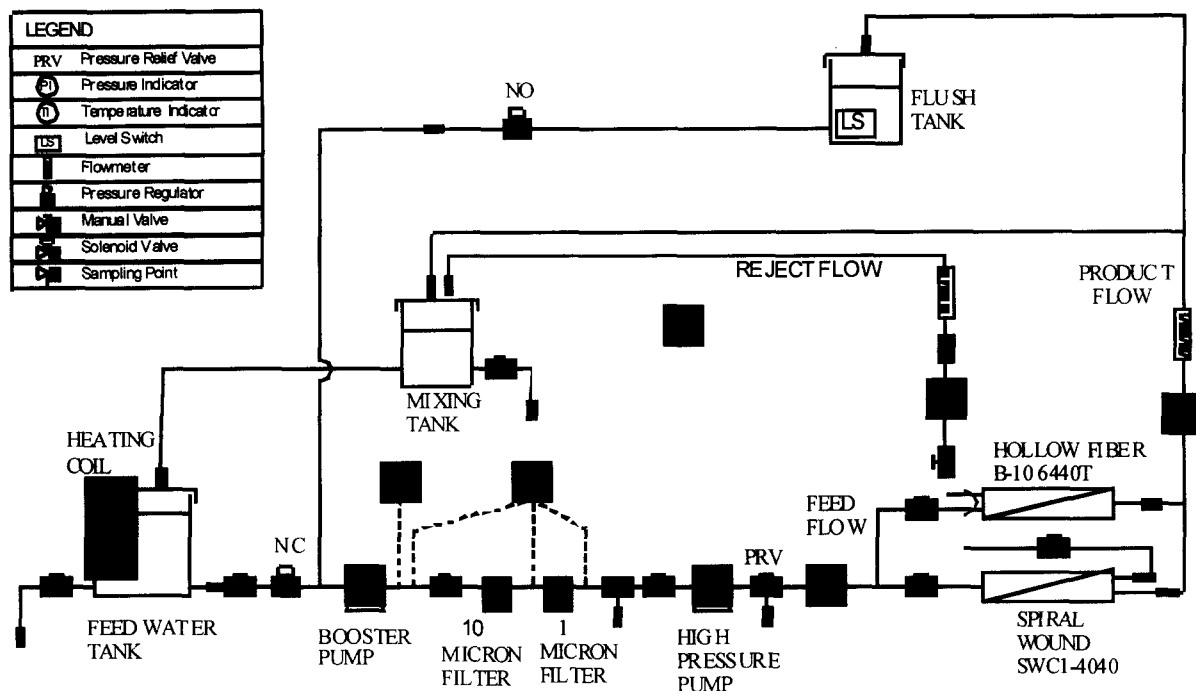 LEGEND
PRV Pressure Relief Valve
PI Pressure Indicator
TI Temperature Indicator
LS Level Switch
Flowmeter
Pressure Regulator
Manual Valve
Solenoid Valve
Sampling Point
NO
LS
FLUSH
TANK
REJECT FLOW
PRODUCT
FLOW
MIXING
TANK
HEATING
COIL
HOLLOW FIBER
B-10 6440T
FEED
FLOW
NC
PRV
FEED WATER
TANK
BOOSTER
PUMP
10
MICRON
FILTER
1
MICRON
FILTER
HIGH
PRESSURE
PUMP
SPIRAL
WOUND
SWC1-4040